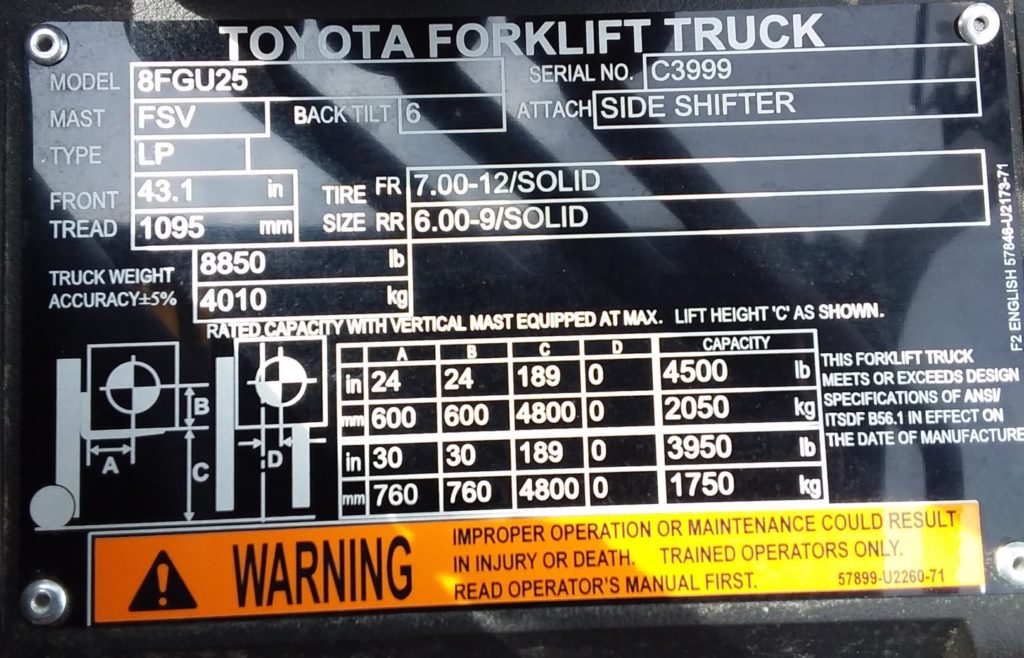 TOYOTA FORKLIFT TRUCK
MODEL 8FGU25 SERIAL NO. C3999
MAST FSV BACK TILT 6 ATTACH SIDE SHIFTER
TYPE LP
FRONT TREAD 43.1 in TIRE SIZE FR 7.00-12/SOLID
1095 mm RR 6.00-9/SOLID
TRUCK WEIGHT 8850 lb
ACCURACY±5% 4010 kg
RATED CAPACITY WITH VERTICAL MAST EQUIPPED AT MAX. LIFT HEIGHT 'C' AS SHOWN.
A B C D CAPACITY
in 24 24 189 0 4500 lb
mm 600 600 4800 0 2050 kg
in 30 30 189 0 3950 lb
mm 760 760 4800 0 1750 kg
A B C D
THIS FORKLIFT TRUCK
MEETS OR EXCEEDS DESIGN
SPECIFICATIONS OF ANSI/
ITSDF B56.1 IN EFFECT ON
THE DATE OF MANUFACTURE
F2 ENGLISH 57846-U2173-71
WARNING
IMPROPER OPERATION OR MAINTENANCE COULD RESULT
IN INJURY OR DEATH. TRAINED OPERATORS ONLY.
READ OPERATOR'S MANUAL FIRST. 57899-U2260-71